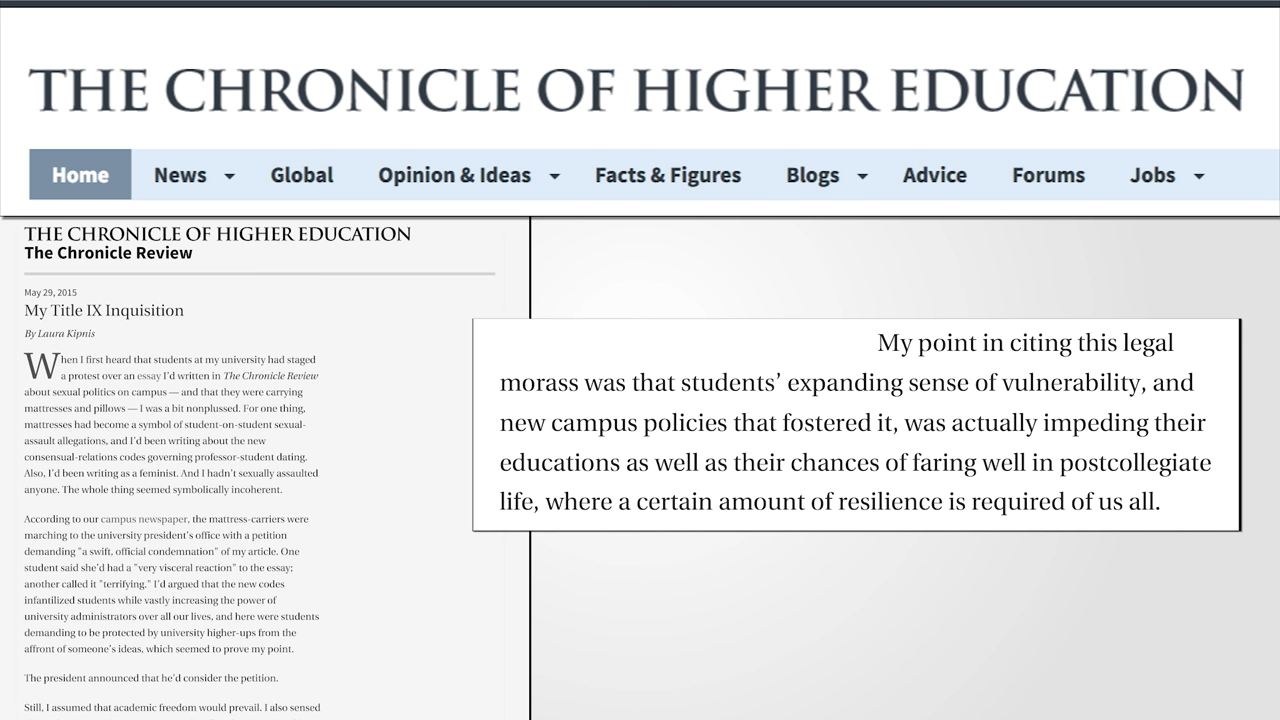 THE CHRONICLE OF HIGHER EDUCATION
Home News Global Opinion & Ideas Facts & Figures Blogs Advice Forums Jobs
THE CHRONICLE OF HIGHER EDUCATION
The Chronicle Review
May 29, 2015
My Title IX Inquisition
By Laura Kipnis
When I first heard that students at my university had staged
a protest over an essay I'd written in The Chronicle Review
about sexual politics on campus — and that they were carrying
mattresses and pillows — I was a bit nonplussed. For one thing,
mattresses had become a symbol of student-on-student sexual-
assault allegations, and I'd been writing about the new
consensual-relations codes governing professor-student dating.
Also, I'd been writing as a feminist. And I hadn't sexually assaulted
anyone. The whole thing seemed symbolically incoherent.
According to our campus newspaper, the mattress-carriers were
marching to the university president's office with a petition
demanding "a swift, official condemnation" of my article. One
student said she'd had a "very visceral reaction" to the essay;
another called it "terrifying." I'd argued that the new codes
infantilized students while vastly increasing the power of
university administrators over all our lives, and here were students
demanding to be protected by university higher-ups from the
affront of someone's ideas, which seemed to prove my point.
The president announced that he'd consider the petition.
Still, I assumed that academic freedom would prevail. I also sensed
My point in citing this legal
morass was that students' expanding sense of vulnerability, and
new campus policies that fostered it, was actually impeding their
educations as well as their chances of faring well in postcollegiate
life, where a certain amount of resilience is required of us all.